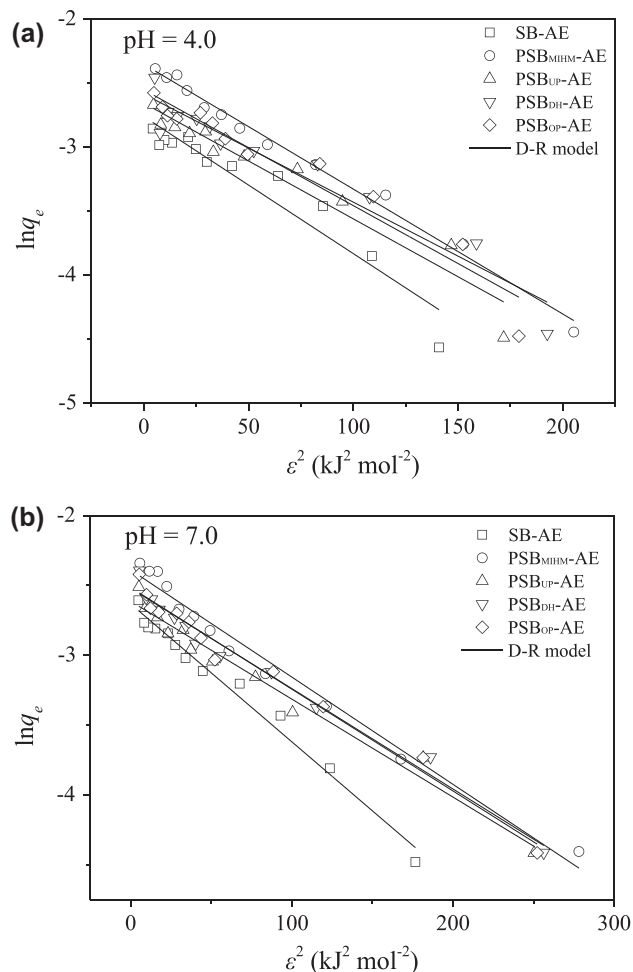 (a)
pH = 4.0
SB-AE
PSBMIHM-AE
PSBUP-AE
PSBDH-AE
PSBOP-AE
D-R model
-2
-3
-4
-5
lnqe
0
50
100
150
200
ε² (kJ² mol⁻²)
(b)
pH = 7.0
SB-AE
PSBMIHM-AE
PSBUP-AE
PSBDH-AE
PSBOP-AE
D-R model
-2
-3
-4
lnqe
0
100
200
300
ε² (kJ² mol⁻²)